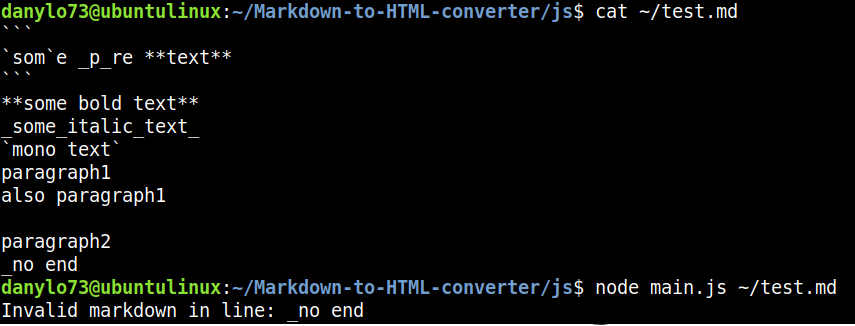 danylo73@ubuntulinux:~/Markdown-to-HTML-converter/js$ cat ~/test.md
```
`som`e _p_re **text**
```
**some bold text**
_some_italic_text_
`mono text`
paragraph1
also paragraph1

paragraph2
_no end
danylo73@ubuntulinux:~/Markdown-to-HTML-converter/js$ node main.js ~/test.md
Invalid markdown in line: _no end